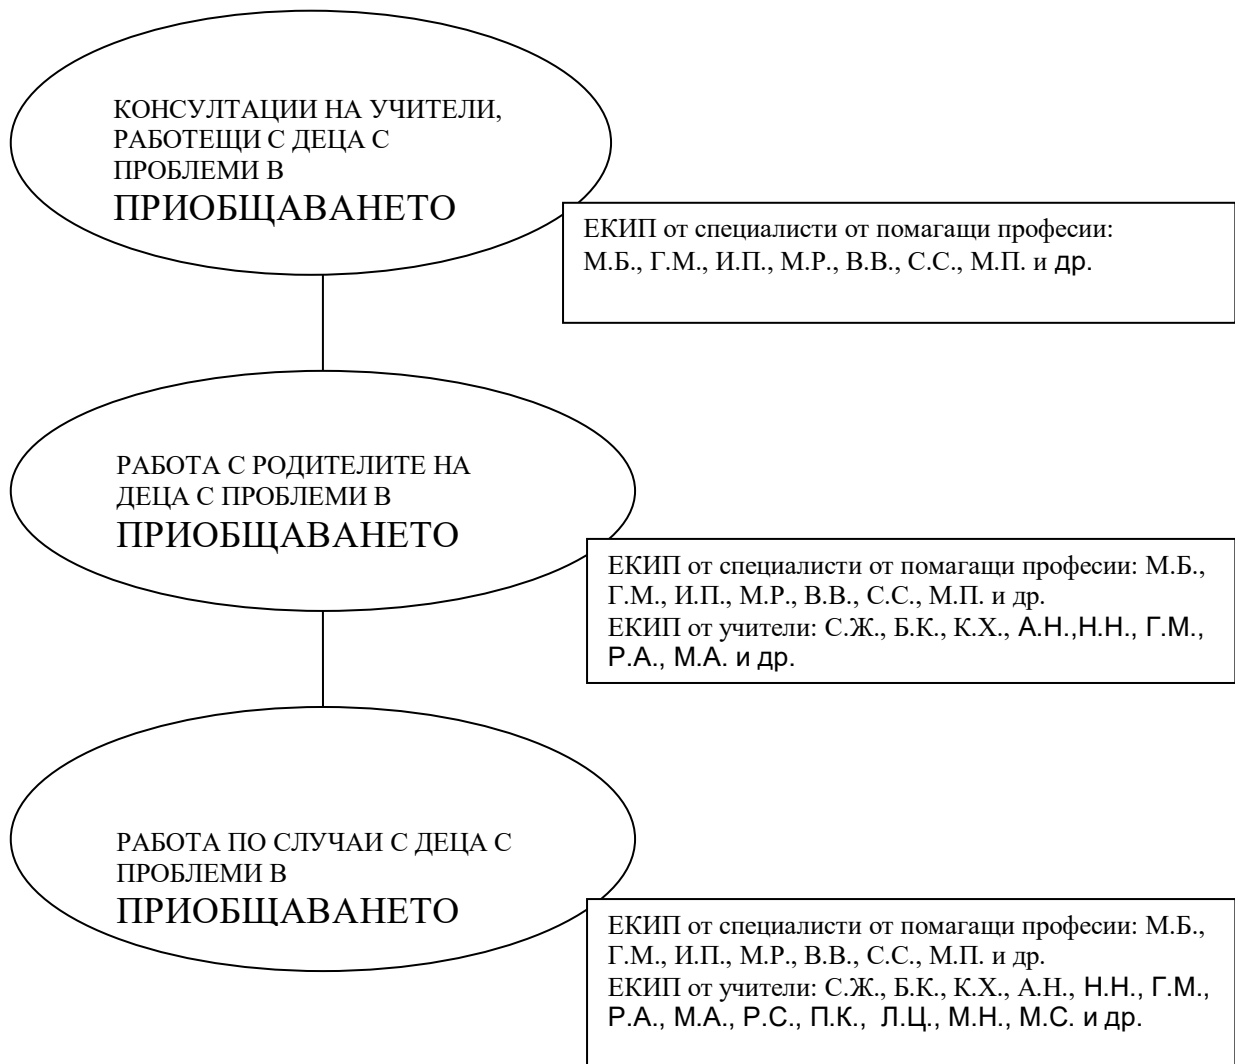 КОНСУЛТАЦИИ НА УЧИТЕЛИ,
РАБОТЕЩИ С ДЕЦА С
ПРОБЛЕМИ В
ПРИОБЩАВАНЕТО
ЕКИП от специалисти от помагащи професии:
М.Б., Г.М., И.П., М.Р., В.В., С.С., М.П. и др.
РАБОТА С РОДИТЕЛИТЕ НА
ДЕЦА С ПРОБЛЕМИ В
ПРИОБЩАВАНЕТО
ЕКИП от специалисти от помагащи професии: М.Б.,
Г.М., И.П., М.Р., В.В., С.С., М.П. и др.
ЕКИП от учители: С.Ж., Б.К., К.Х., А.Н.,Н.Н., Г.М.,
Р.А., М.А. и др.
РАБОТА ПО СЛУЧАИ С ДЕЦА С
ПРОБЛЕМИ В
ПРИОБЩАВАНЕТО
ЕКИП от специалисти от помагащи професии: М.Б.,
Г.М., И.П., М.Р., В.В., С.С., М.П. и др.
ЕКИП от учители: С.Ж., Б.К., К.Х., А.Н., Н.Н., Г.М.,
Р.А., М.А., Р.С., П.К., Л.Ц., М.Н., М.С. и др.